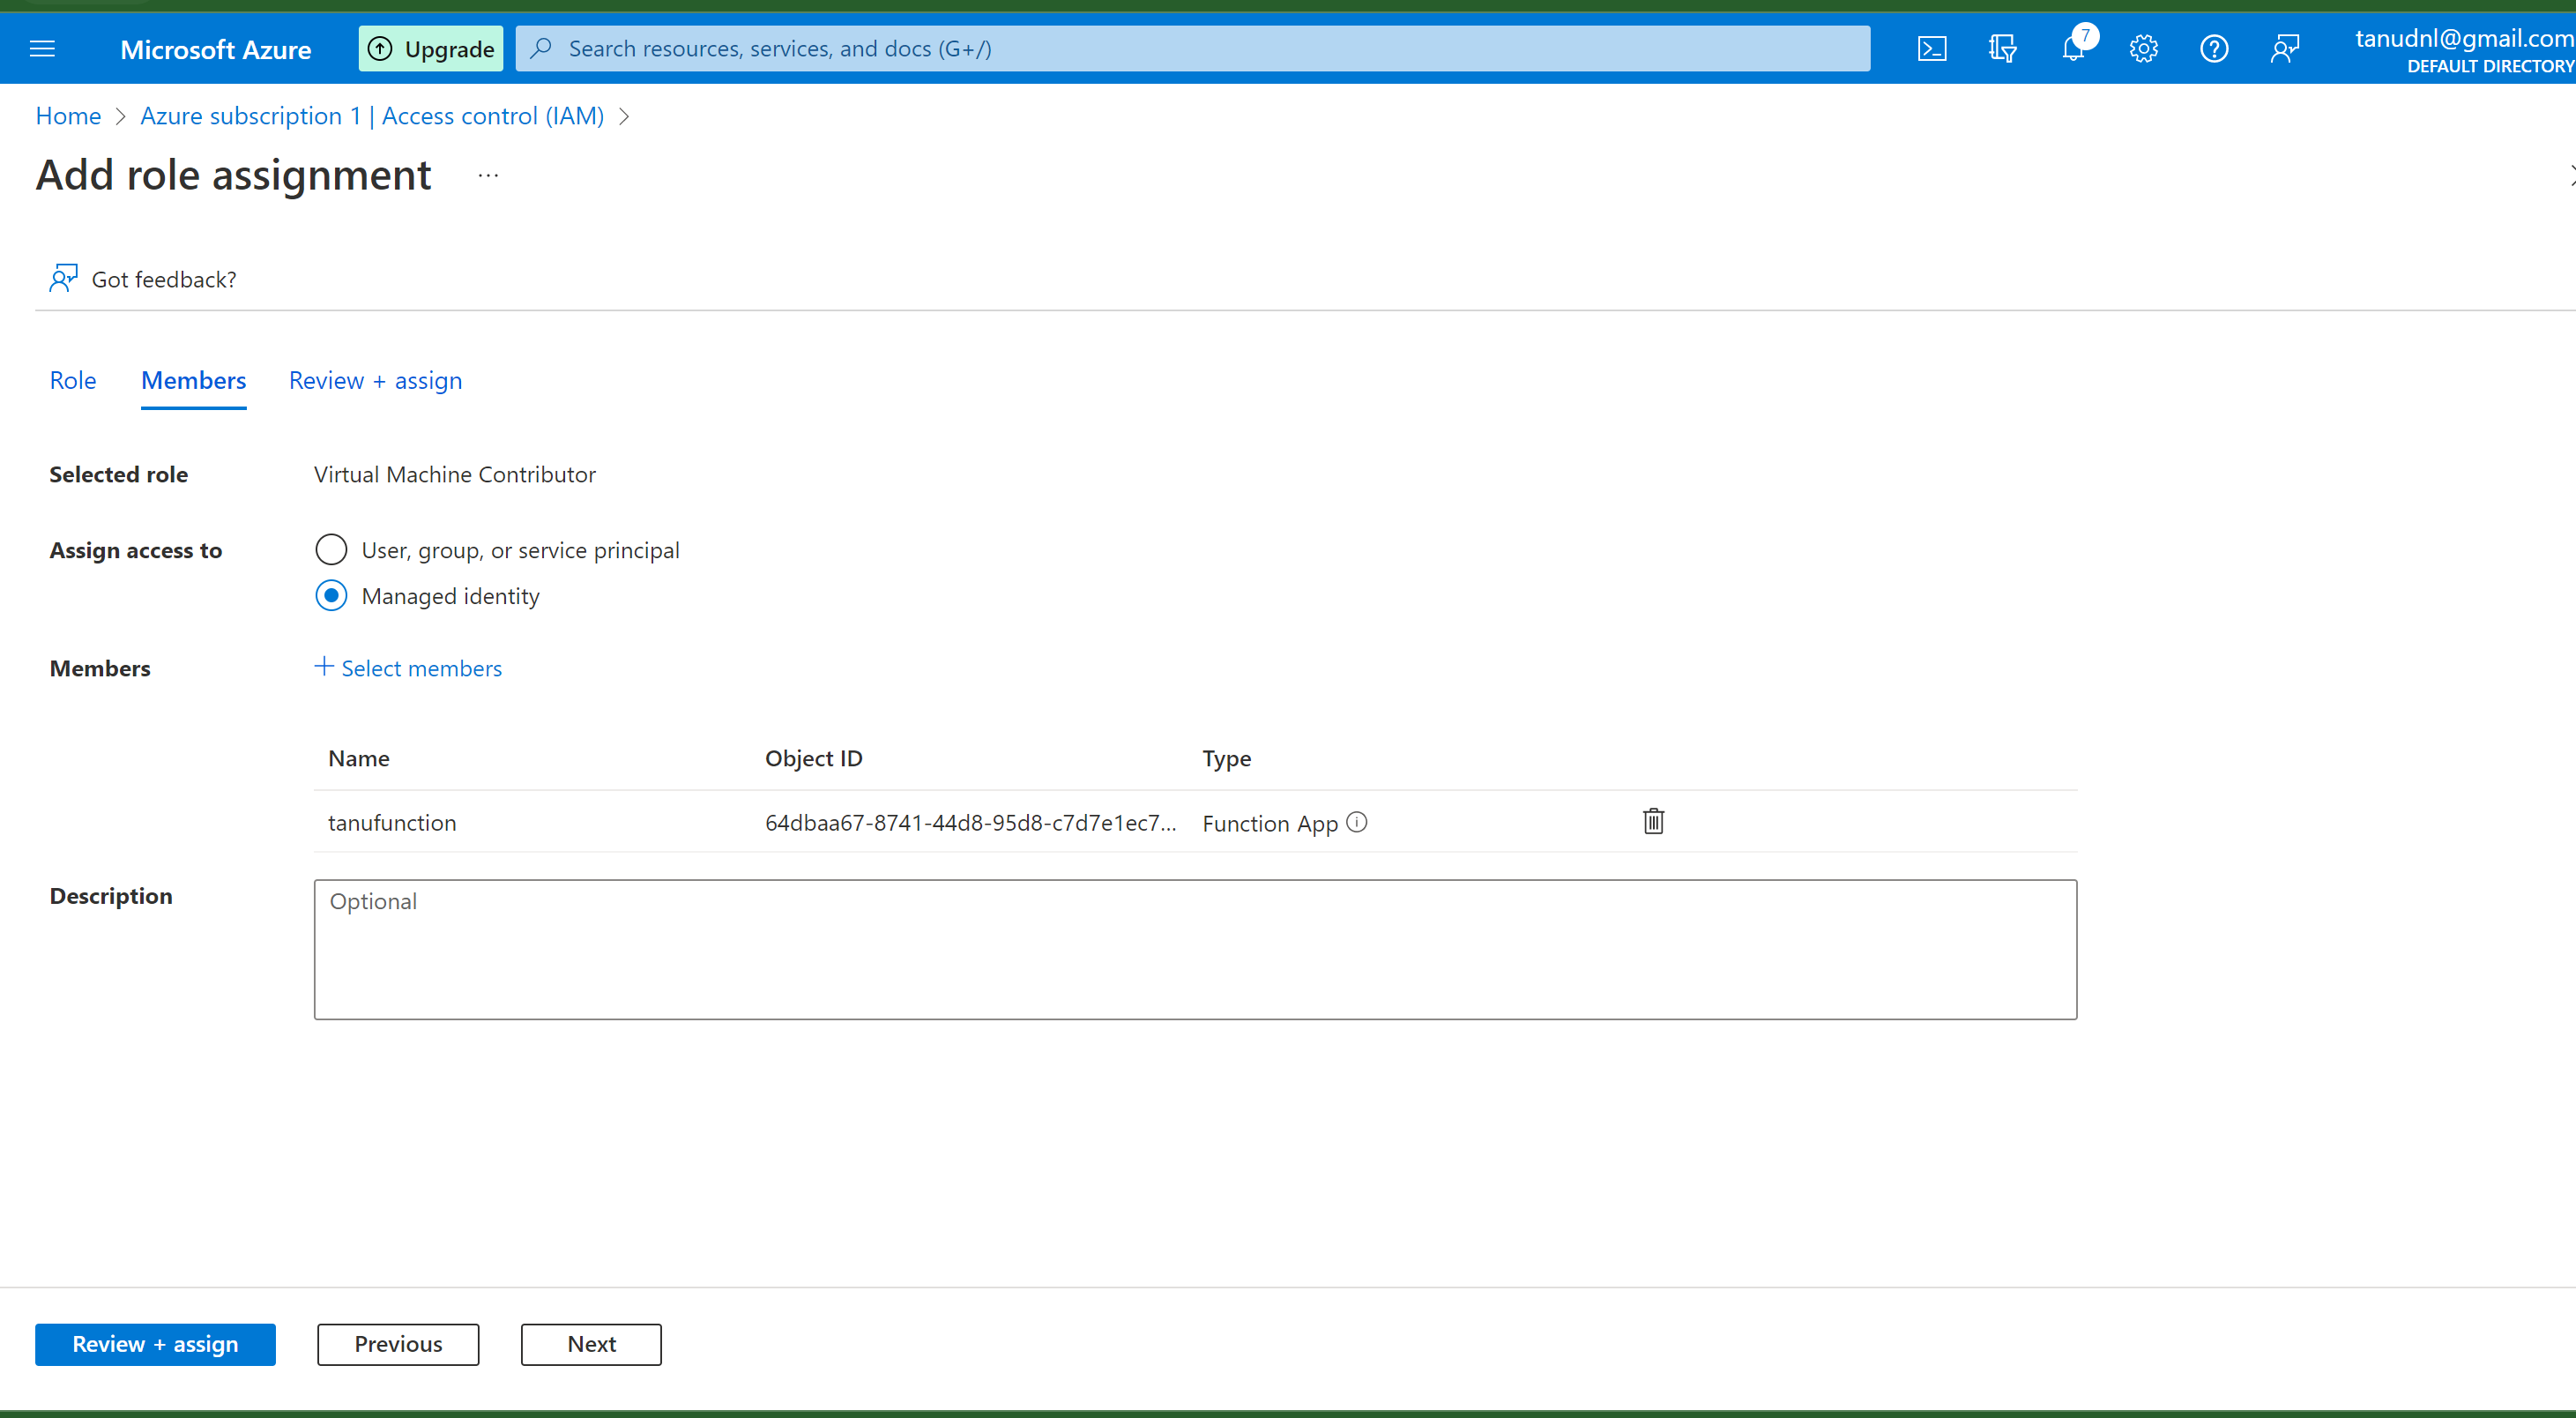 Microsoft Azure
Upgrade
Search resources, services, and docs (G+/)
7
tanudnl@gmail.com
DEFAULT DIRECTORY
Home > Azure subscription 1 | Access control (IAM) >
Add role assignment ...
Got feedback?
Role Members Review + assign
Selected role Virtual Machine Contributor
Assign access to User, group, or service principal
Managed identity
Members + Select members
Name Object ID Type
tanufunction 64dbaa67-8741-44d8-95d8-c7d7e1ec7... Function App
Description Optional
Review + assign Previous Next